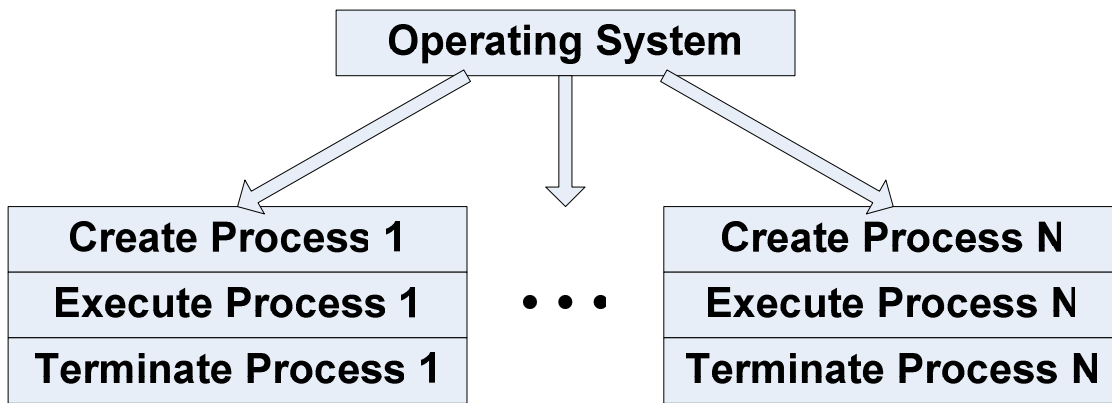 Operating System
Create Process 1
Execute Process 1
Terminate Process 1
• • •
Create Process N
Execute Process N
Terminate Process N